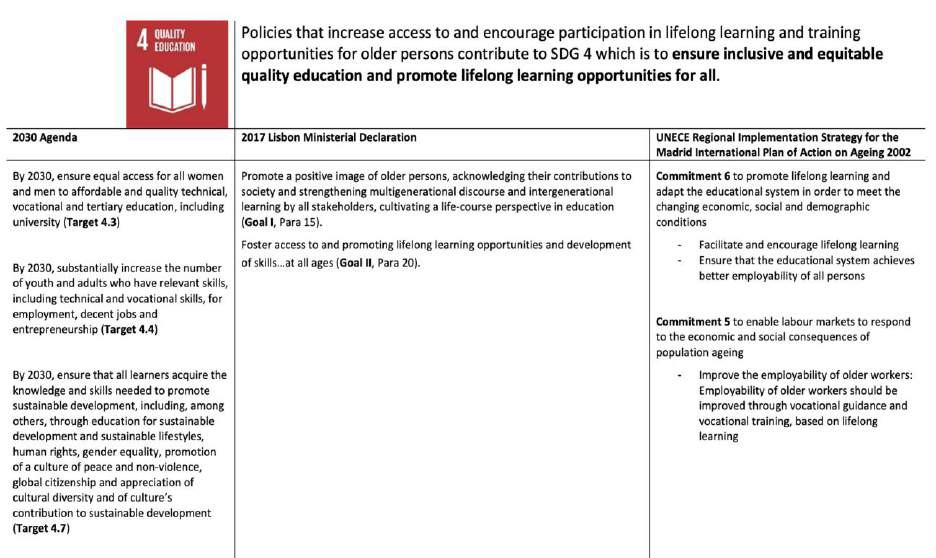 4 QUALITY
EDUCATION
Policies that increase access to and encourage participation in lifelong learning and training
opportunities for older persons contribute to SDG 4 which is to ensure inclusive and equitable
quality education and promote lifelong learning opportunities for all.
2030 Agenda
2017 Lisbon Ministerial Declaration
UNECE Regional Implementation Strategy for the
Madrid International Plan of Action on Ageing 2002
By 2030, ensure equal access for all women
and men to affordable and quality technical,
vocational and tertiary education, including
university (Target 4.3)
By 2030, substantially increase the number
of youth and adults who have relevant skills,
including technical and vocational skills, for
employment, decent jobs and
entrepreneurship (Target 4.4)
By 2030, ensure that all learners acquire the
knowledge and skills needed to promote
sustainable development, including, among
others, through education for sustainable
development and sustainable lifestyles,
human rights, gender equality, promotion
of a culture of peace and non-violence,
global citizenship and appreciation of
cultural diversity and of culture's
contribution to sustainable development
(Target 4.7)
Promote a positive image of older persons, acknowledging their contributions to
society and strengthening multigenerational discourse and intergenerational
learning by all stakeholders, cultivating a life-course perspective in education
(Goal I, Para 15).
Foster access to and promoting lifelong learning opportunities and development
of skills...at all ages (Goal II, Para 20).
Commitment 6 to promote lifelong learning and
adapt the educational system in order to meet the
changing economic, social and demographic
conditions
- Facilitate and encourage lifelong learning
- Ensure that the educational system achieves
better employability of all persons
Commitment 5 to enable labour markets to respond
to the economic and social consequences of
population ageing
- Improve the employability of older workers:
Employability of older workers should be
improved through vocational guidance and
vocational training, based on lifelong
learning